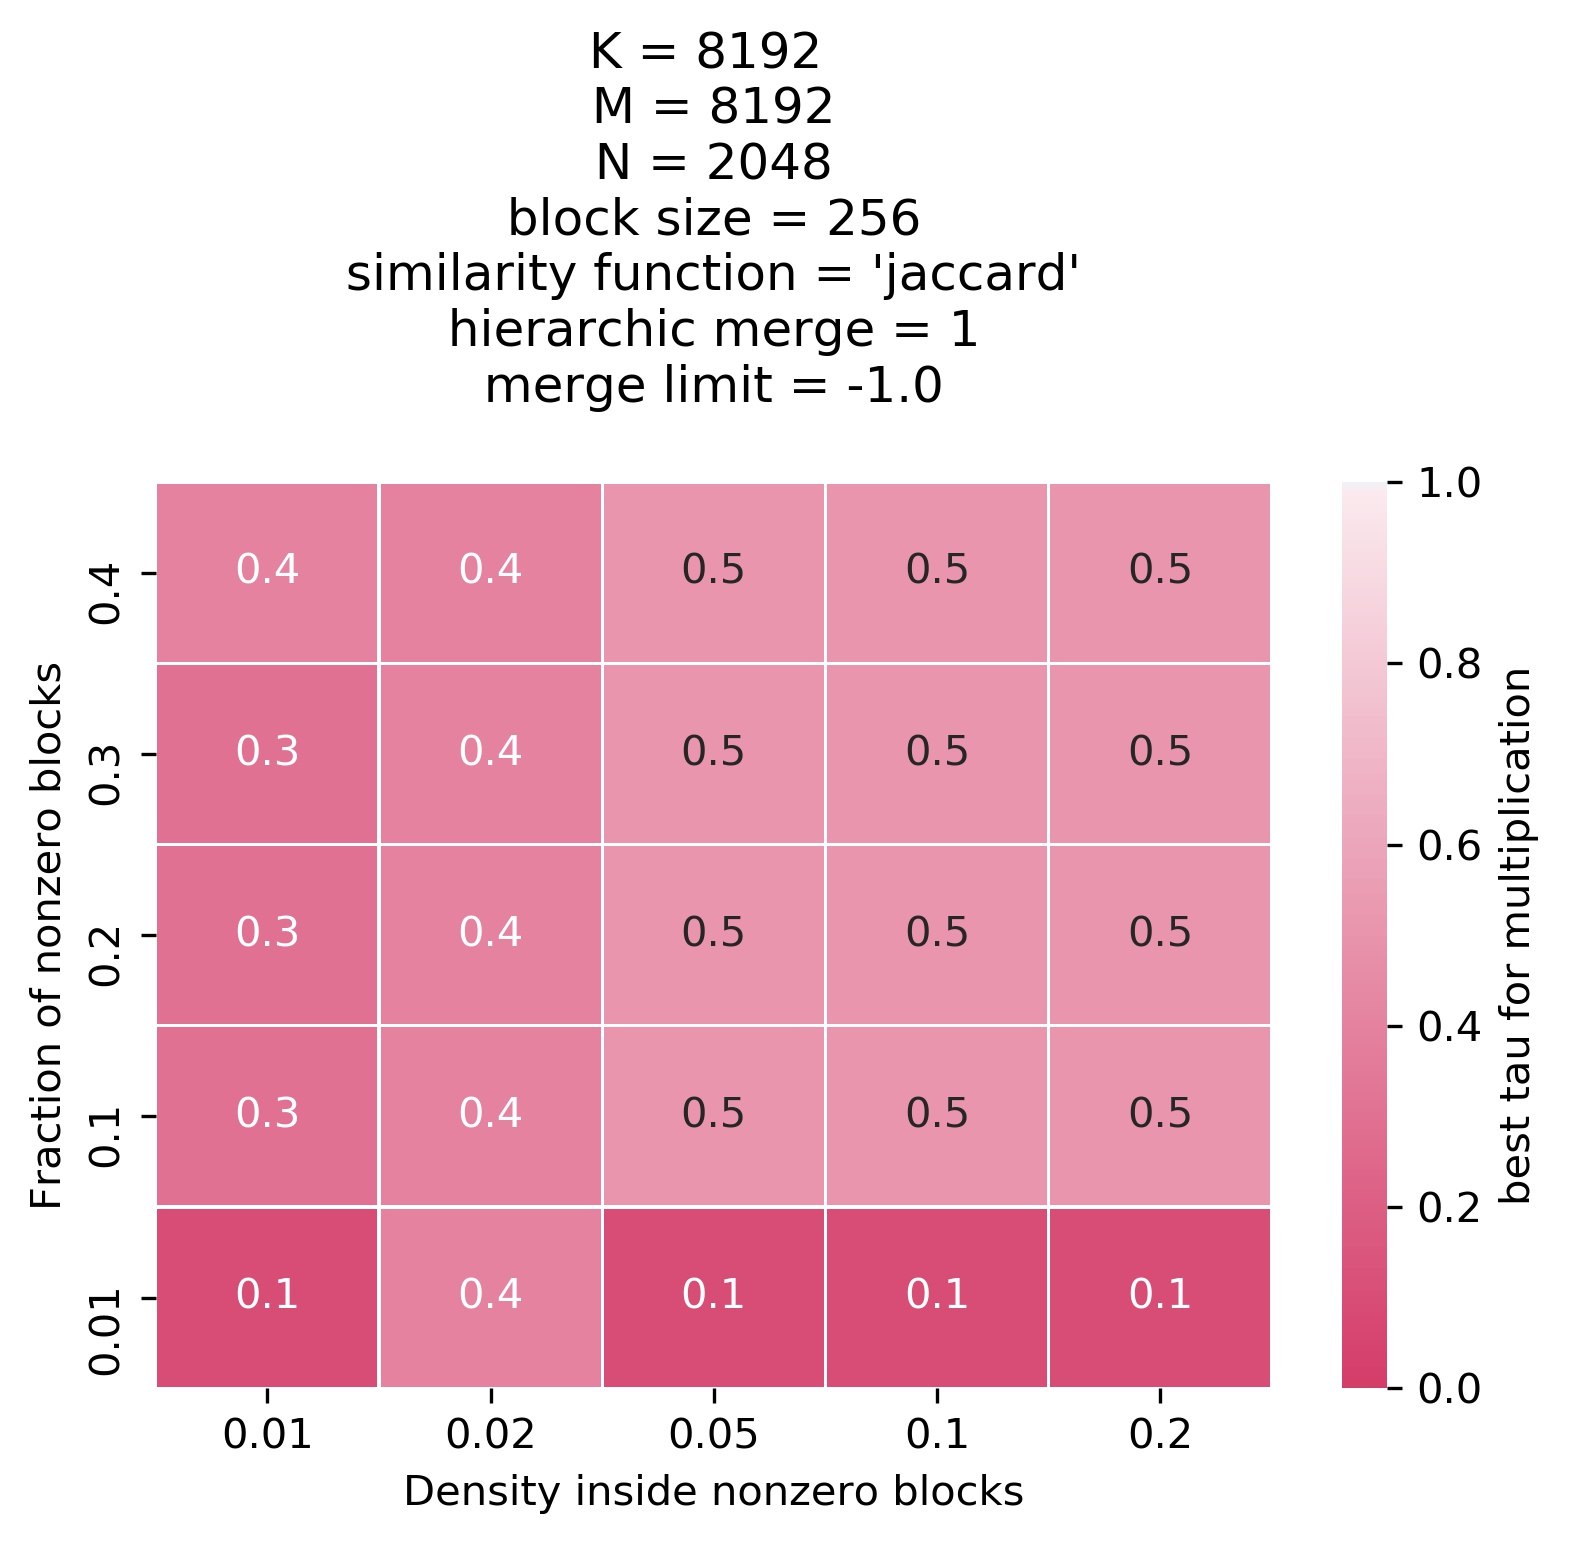 K = 8192
M = 8192
N = 2048
block size = 256
similarity function = 'jaccard'
hierarchic merge = 1
merge limit = -1.0
Fraction of nonzero blocks
0.4 0.4 0.4 0.5 0.5 0.5
0.3 0.3 0.4 0.5 0.5 0.5
0.2 0.3 0.4 0.5 0.5 0.5
0.1 0.3 0.4 0.5 0.5 0.5
0.01 0.1 0.4 0.1 0.1 0.1
0.01 0.02 0.05 0.1 0.2
Density inside nonzero blocks
1.0
0.8
0.6
0.4
0.2
0.0
best tau for multiplication